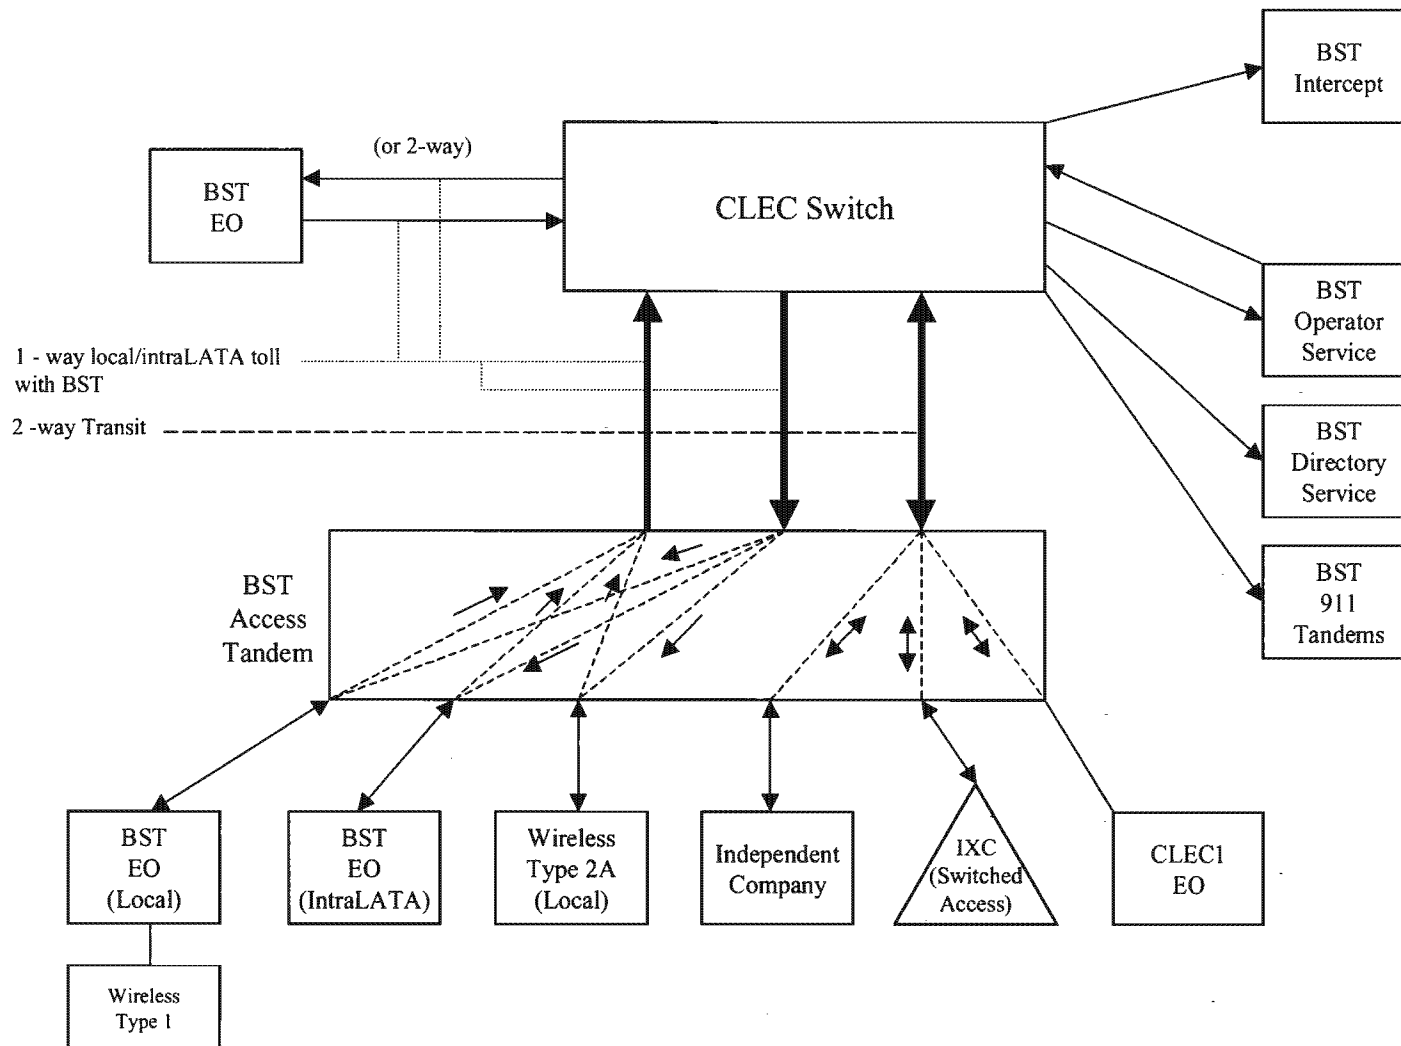 BST
Intercept
(or 2-way)
BST
EO
CLEC Switch
BST
Operator
Service
1 - way local/intraLATA toll
with BST
2 -way Transit
BST
Directory
Service
BST
911
Tandems
BST
Access
Tandem
BST
EO
(Local)
BST
EO
(IntraLATA)
Wireless
Type 2A
(Local)
Independent
Company
IXC
(Switched
Access)
CLEC1
EO
Wireless
Type 1